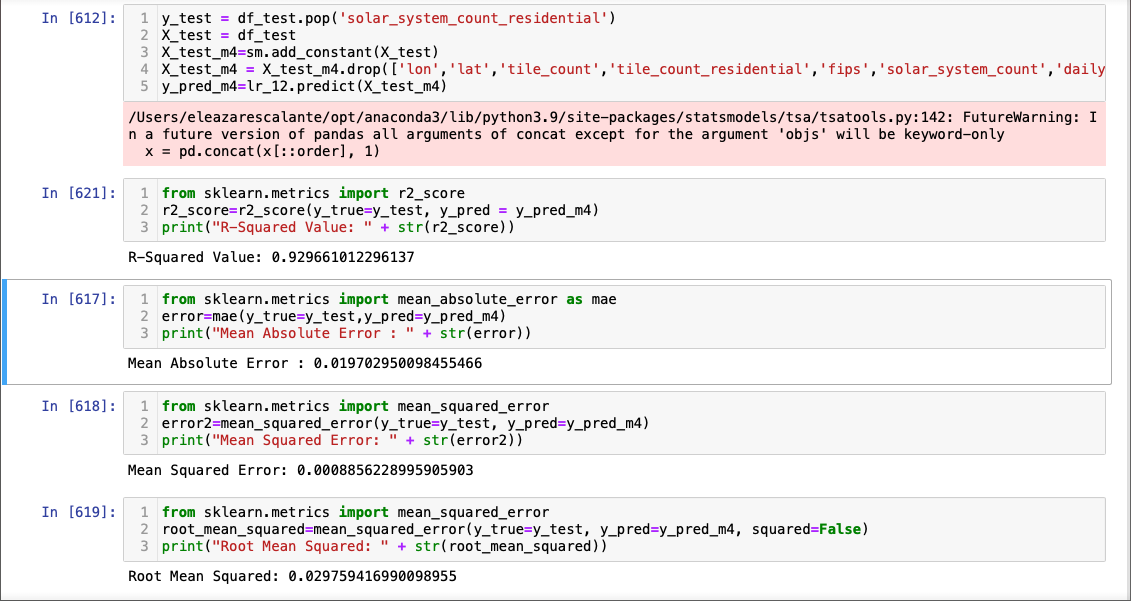 In [612]:
1 y_test = df_test.pop('solar_system_count_residential')
2 X_test = df_test
3 X_test_m4=sm.add_constant(X_test)
4 X_test_m4 = X_test_m4.drop(['lon','lat','tile_count','tile_count_residential','fips','solar_system_count','daily
5 y_pred_m4=lr_12.predict(X_test_m4)
/Users/eleazarescalante/opt/anaconda3/lib/python3.9/site-packages/statsmodels/tsa/tsatools.py:142: FutureWarning: I
n a future version of pandas all arguments of concat except for the argument 'objs' will be keyword-only
x = pd.concat(x[::order], 1)
In [621]:
1 from sklearn.metrics import r2_score
2 r2_score=r2_score(y_true=y_test, y_pred = y_pred_m4)
3 print("R-Squared Value: " + str(r2_score))
R-Squared Value: 0.929661012296137
In [617]:
1 from sklearn.metrics import mean_absolute_error as mae
2 error=mae(y_true=y_test,y_pred=y_pred_m4)
3 print("Mean Absolute Error : " + str(error))
Mean Absolute Error : 0.019702950098455466
In [618]:
1 from sklearn.metrics import mean_squared_error
2 error2=mean_squared_error(y_true=y_test, y_pred=y_pred_m4)
3 print("Mean Squared Error: " + str(error2))
Mean Squared Error: 0.0008856228995905903
In [619]:
1 from sklearn.metrics import mean_squared_error
2 root_mean_squared=mean_squared_error(y_true=y_test, y_pred=y_pred_m4, squared=False)
3 print("Root Mean Squared: " + str(root_mean_squared))
Root Mean Squared: 0.029759416990098955